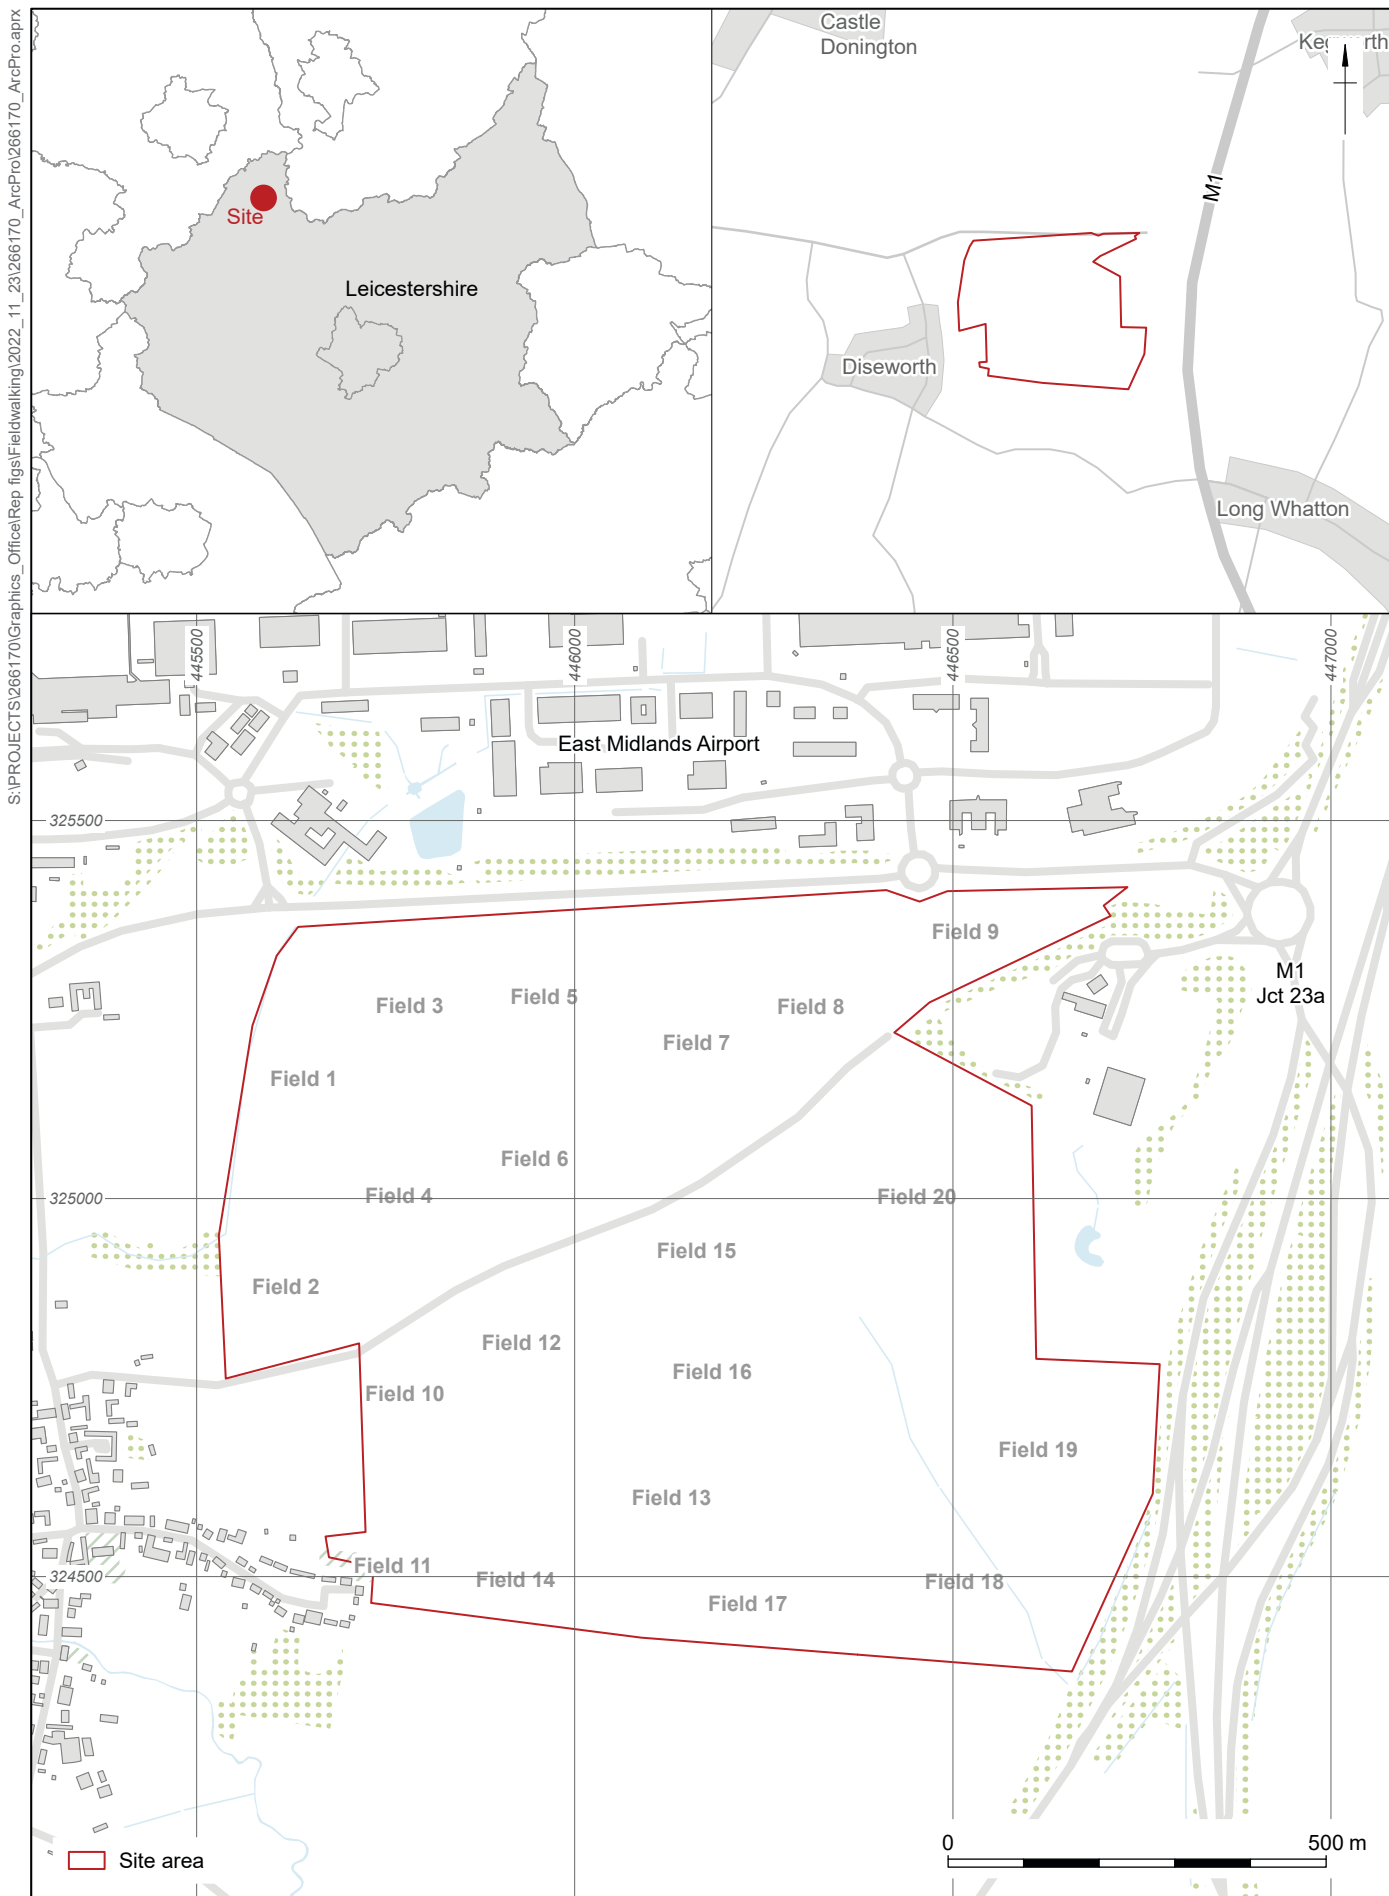 S:\PROJECTS\266170\Graphics_Office\Rep figs\Fieldwalking\2022_11_23\266170_ArcPro\266170_ArcPro.aprx
Site
Leicestershire
Castle
Donington
M1
Diseworth
Long Whatton
445500
446000
446500
447000
East Midlands Airport
325500
Field 9
M1
Jct 23a
Field 3
Field 5
Field 8
Field 7
Field 1
Field 6
325000
Field 4
Field 20
Field 15
Field 2
Field 12
Field 16
Field 10
Field 19
Field 13
Field 11
324500
Field 14
Field 18
Field 17
Site area
0
500 m